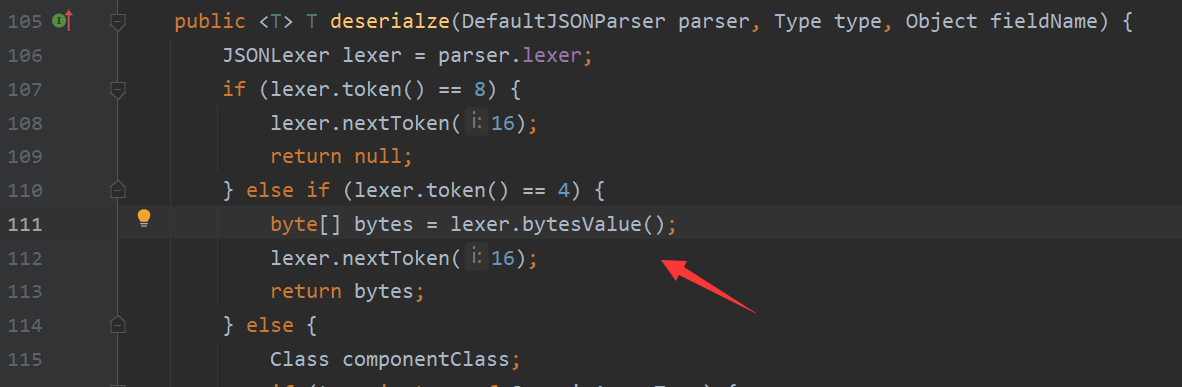 105 public <T> T deserialze(DefaultJSONParser parser, Type type, Object fieldName) {
106 JSONLexer lexer = parser.lexer;
107 if (lexer.token() == 8) {
108 lexer.nextToken( i: 16);
109 return null;
110 } else if (lexer.token() == 4) {
111 byte[] bytes = lexer.bytesValue();
112 lexer.nextToken( i: 16);
113 return bytes;
114 } else {
115 Class componentClass;